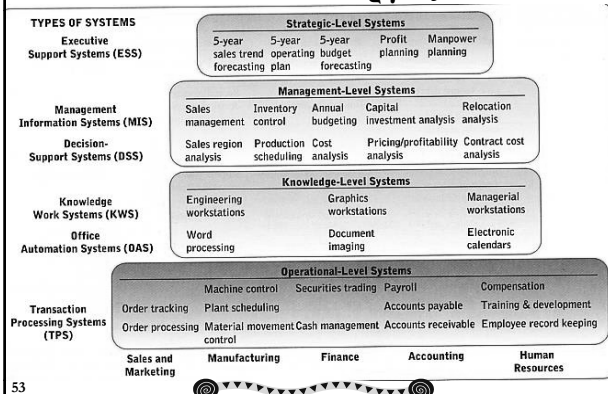 TYPES OF SYSTEMS
Strategic-Level Systems
Executive
Support Systems (ESS)
5-year 5-year 5-year Profit Manpower
sales trend operating budget planning planning
forecasting plan forecasting
Management-Level Systems
Management
Information Systems (MIS)
Sales Inventory Annual Capital Relocation
management control budgeting investment analysis analysis
Decision-
Support Systems (DSS)
Sales region Production Cost Pricing/profitability Contract cost
analysis scheduling analysis analysis analysis
Knowledge-Level Systems
Knowledge
Work Systems (KWS)
Engineering Graphics Managerial
workstations workstations workstations
Office
Automation Systems (OAS)
Word Document Electronic
processing imaging calendars
Operational-Level Systems
Transaction
Processing Systems
(TPS)
Machine control Securities trading Payroll Compensation
Order tracking Plant scheduling Accounts payable Training & development
Order processing Material movement Cash management Accounts receivable Employee record keeping
control
Sales and Manufacturing Finance Accounting Human
Marketing Resources
53